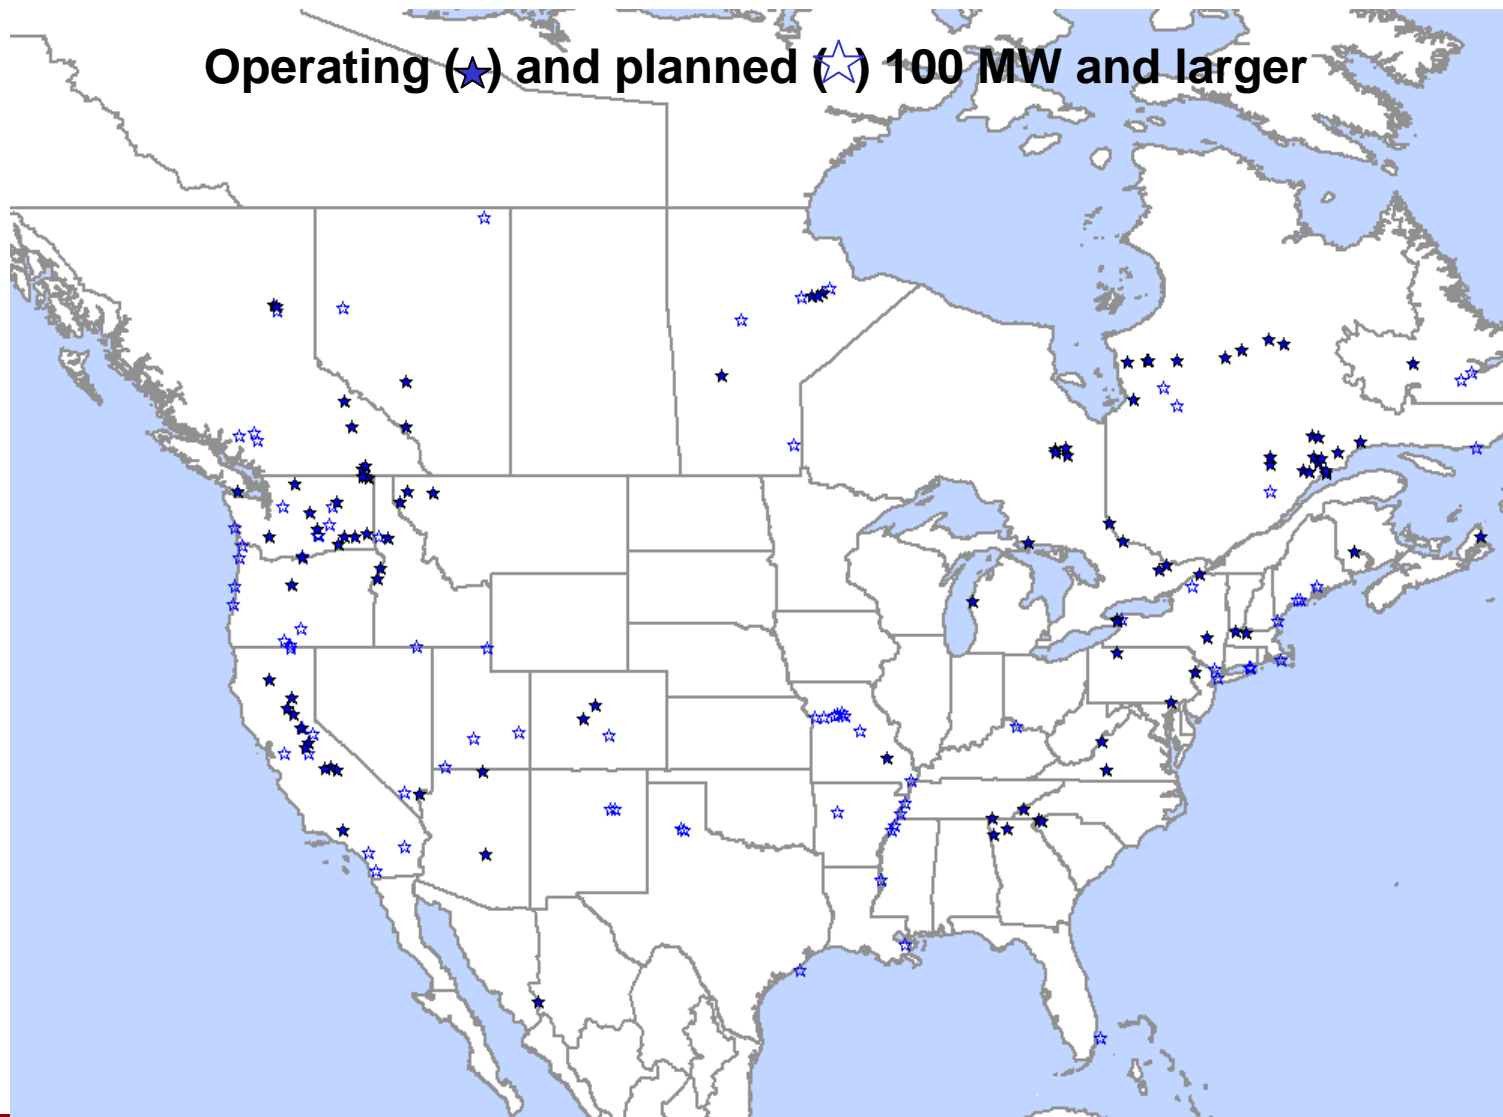 Operating (★) and planned (☆) 100 MW and larger